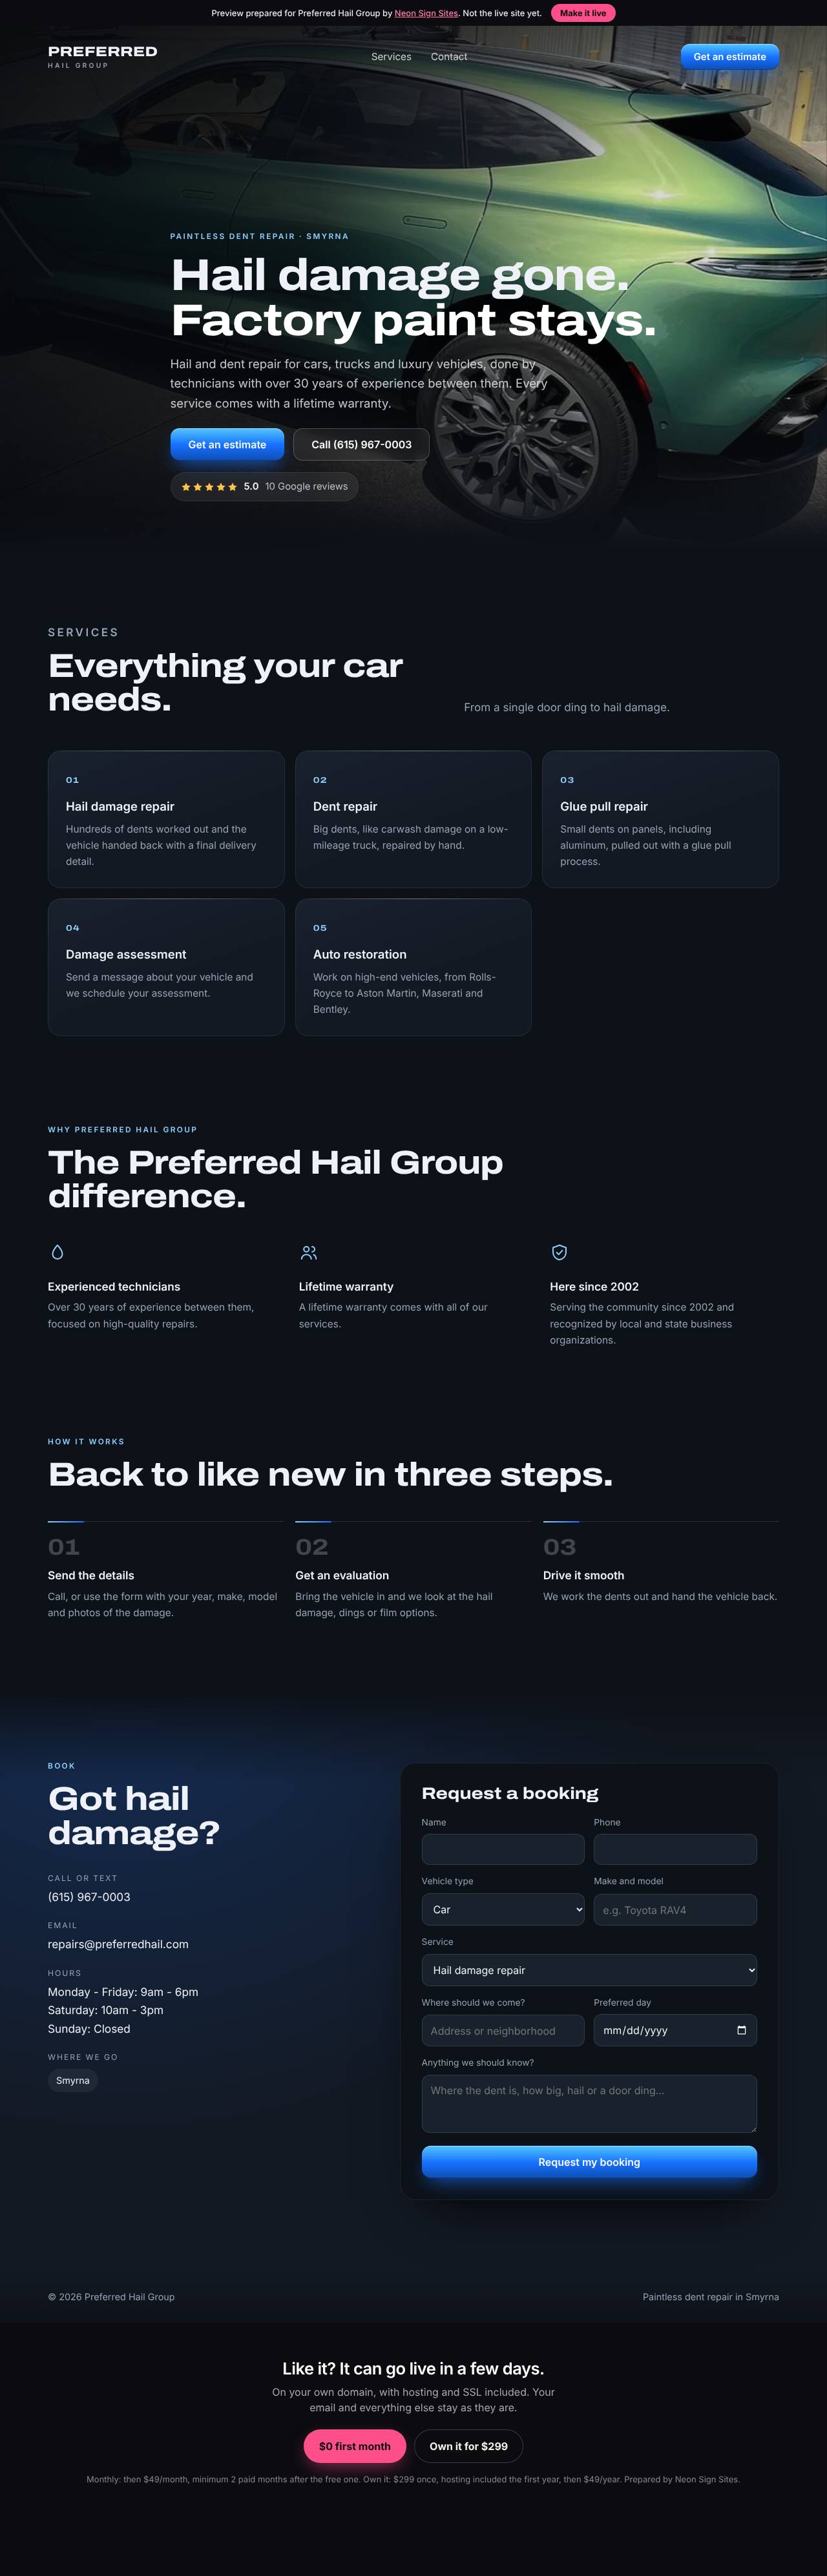 Preview prepared for Preferred Hail Group by Neon Sign Sites. Not the live site yet. Make it live
PREFERRED
HAIL GROUP
Services Contact
Get an estimate
PAINTLESS DENT REPAIR · SMYRNA
Hail damage gone.
Factory paint stays.
Hail and dent repair for cars, trucks and luxury vehicles, done by
technicians with over 30 years of experience between them. Every
service comes with a lifetime warranty.
Get an estimate Call (615) 967-0003
5.0 10 Google reviews
SERVICES
Everything your car
needs.
From a single door ding to hail damage.
01
Hail damage repair
Hundreds of dents worked out and the
vehicle handed back with a final delivery
detail.
02
Dent repair
Big dents, like carwash damage on a low-
mileage truck, repaired by hand.
03
Glue pull repair
Small dents on panels, including
aluminum, pulled out with a glue pull
process.
04
Damage assessment
Send a message about your vehicle and
we schedule your assessment.
05
Auto restoration
Work on high-end vehicles, from Rolls-
Royce to Aston Martin, Maserati and
Bentley.
WHY PREFERRED HAIL GROUP
The Preferred Hail Group
difference.
Experienced technicians
Over 30 years of experience between them,
focused on high-quality repairs.
Lifetime warranty
A lifetime warranty comes with all of our
services.
Here since 2002
Serving the community since 2002 and
recognized by local and state business
organizations.
HOW IT WORKS
Back to like new in three steps.
01
Send the details
Call, or use the form with your year, make, model
and photos of the damage.
02
Get an evaluation
Bring the vehicle in and we look at the hail
damage, dings or film options.
03
Drive it smooth
We work the dents out and hand the vehicle back.
BOOK
Got hail
damage?
CALL OR TEXT
(615) 967-0003
EMAIL
repairs@preferredhail.com
HOURS
Monday - Friday: 9am - 6pm
Saturday: 10am - 3pm
Sunday: Closed
WHERE WE GO
Smyrna
Request a booking
Name Phone
Vehicle type Make and model
Car e.g. Toyota RAV4
Service
Hail damage repair
Where should we come? Preferred day
Address or neighborhood mm/dd/yyyy
Anything we should know?
Where the dent is, how big, hail or a door ding...
Request my booking
© 2026 Preferred Hail Group
Paintless dent repair in Smyrna
Like it? It can go live in a few days.
On your own domain, with hosting and SSL included. Your
email and everything else stay as they are.
$0 first month Own it for $299
Monthly: then $49/month, minimum 2 paid months after the free one. Own it: $299 once, hosting included the first year, then $49/year. Prepared by Neon Sign Sites.